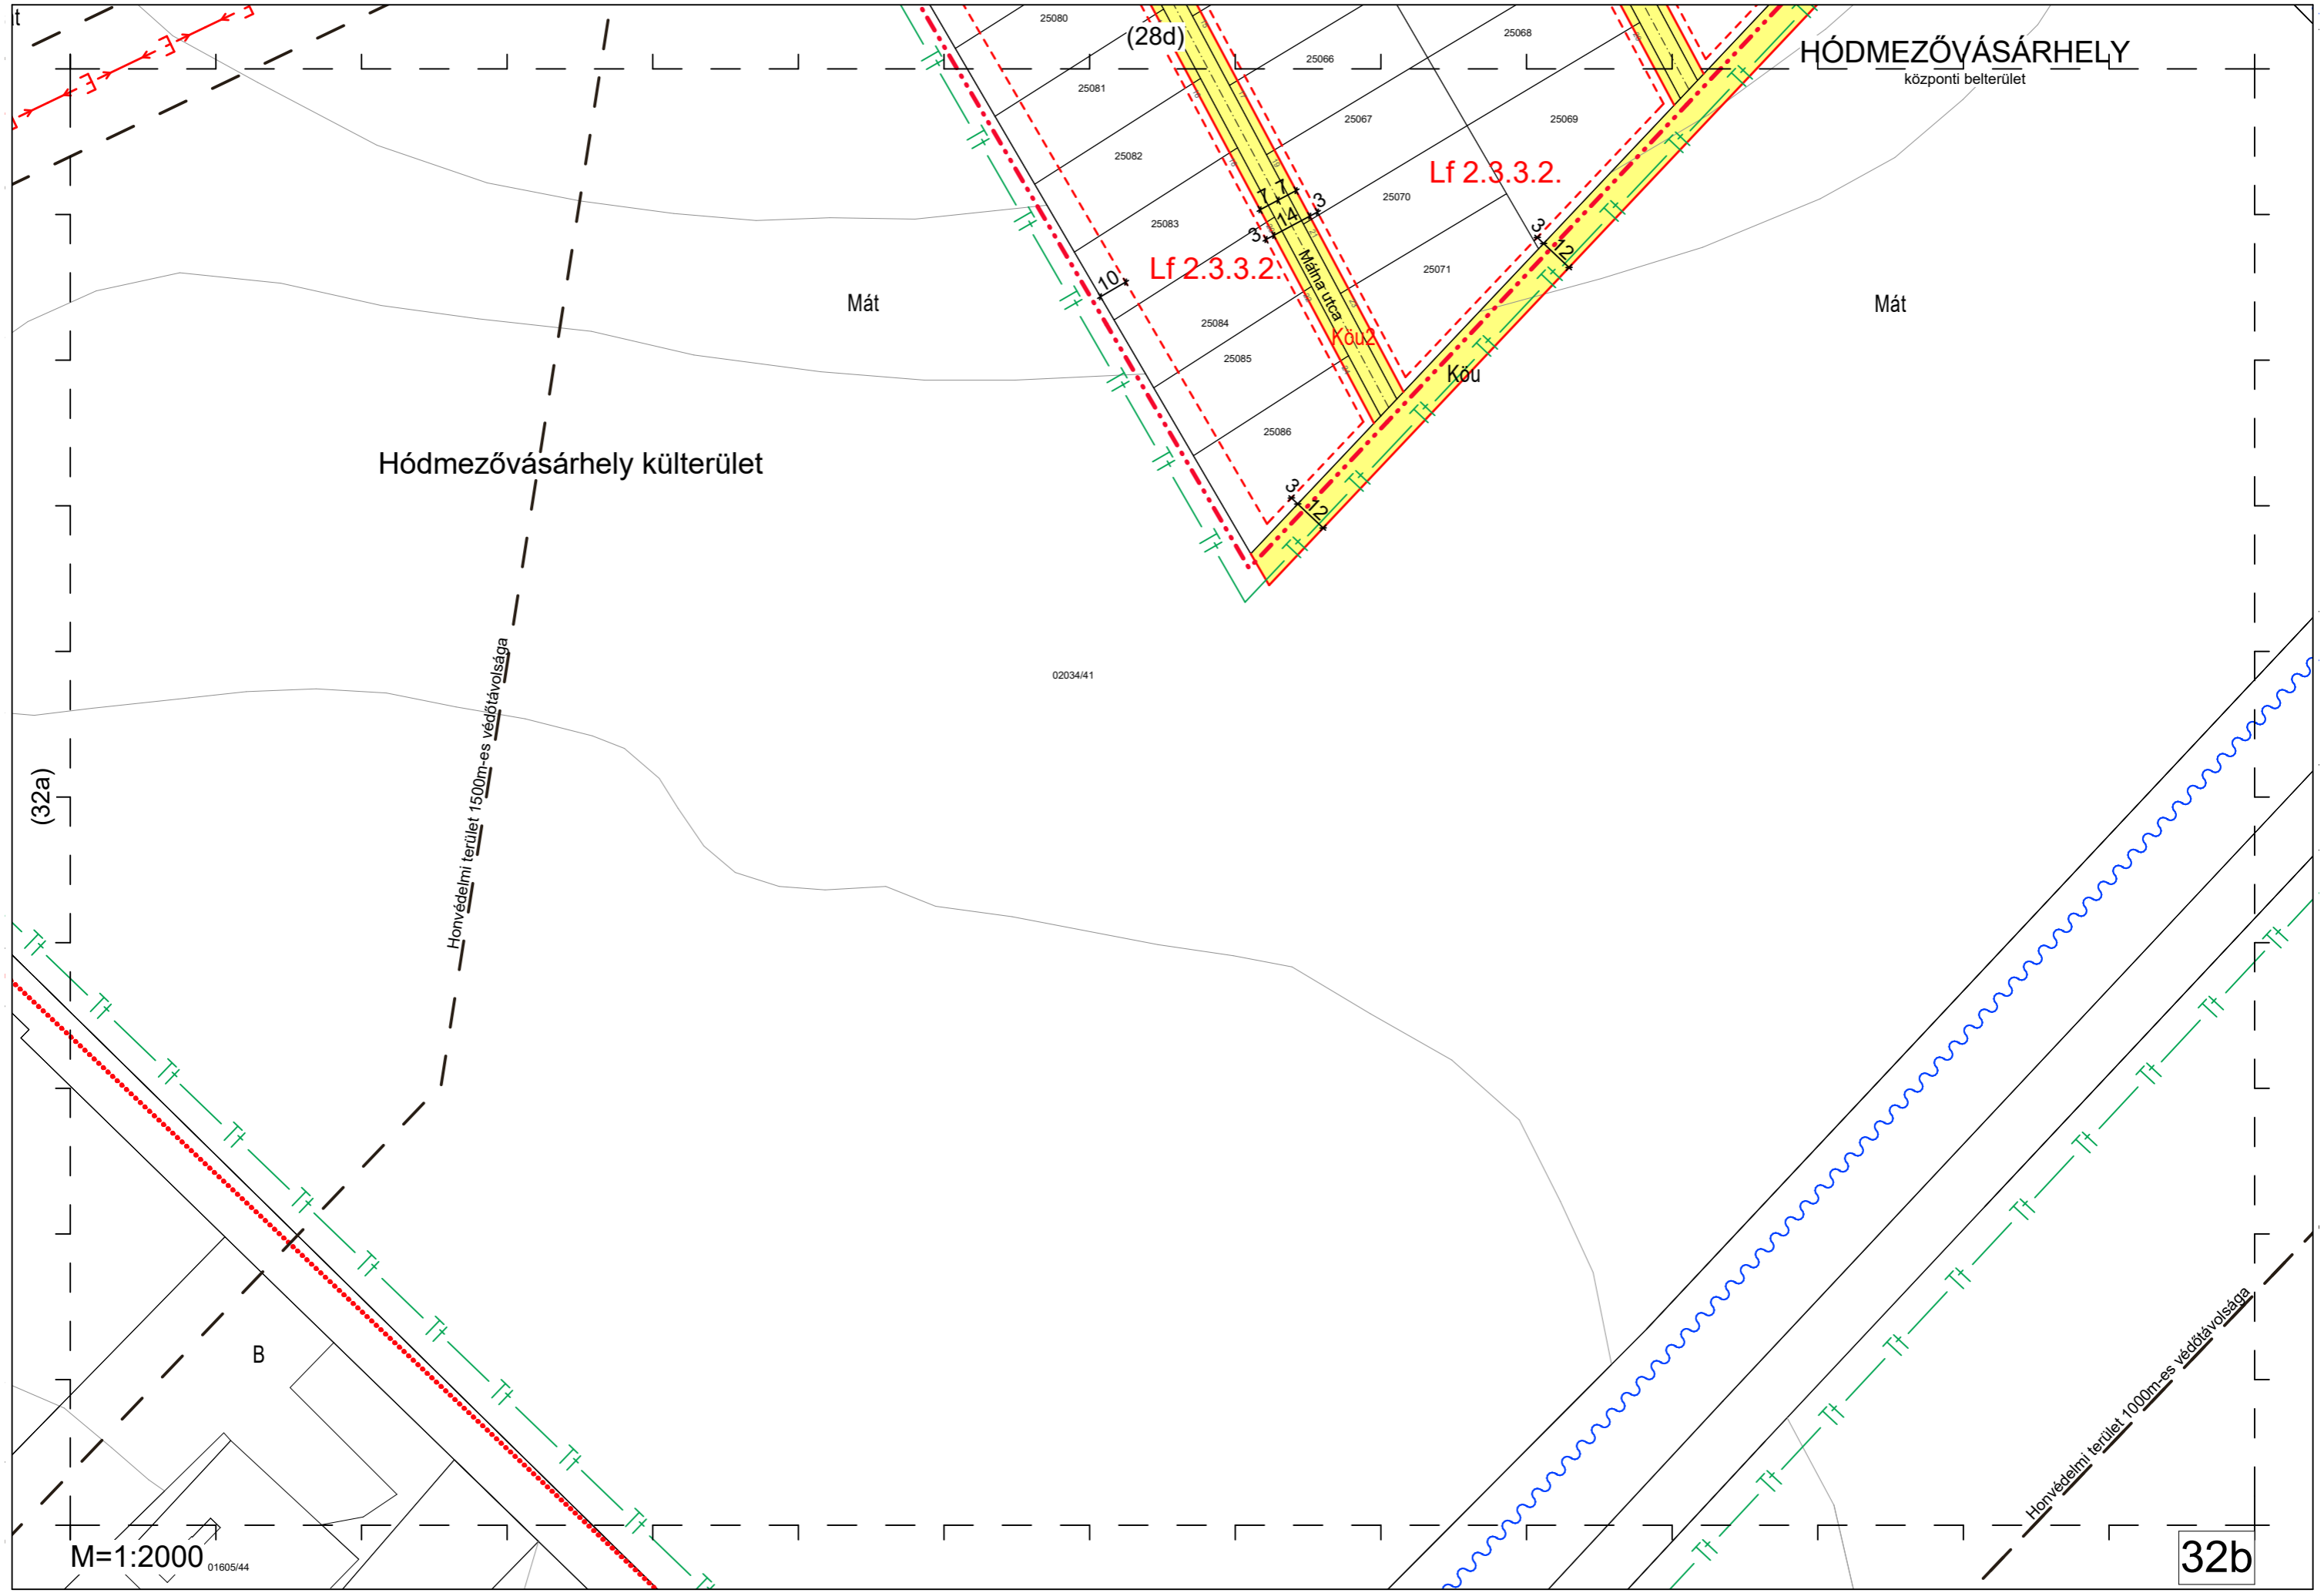 25080
(28d)
25068
HÓDMEZŐVÁSÁRHELY
központi belterület
25066
25081
25067
25069
25082
Lf 2.3.3.2.
25070
25083
7
7
3
14
3
3
12
Málna utca
Lf 2.3.3.2.
25071
10
Mát
Mát
25084
Köu2
25085
Köu
25086
Hódmezővásárhely külterület
3
12
Honvédelmi terület 1500m-es védőtávolsága
02034/41
(32a)
Honvédelmi terület 1000m-es védőtávolsága
B
M=1:2000
01605/44
32b